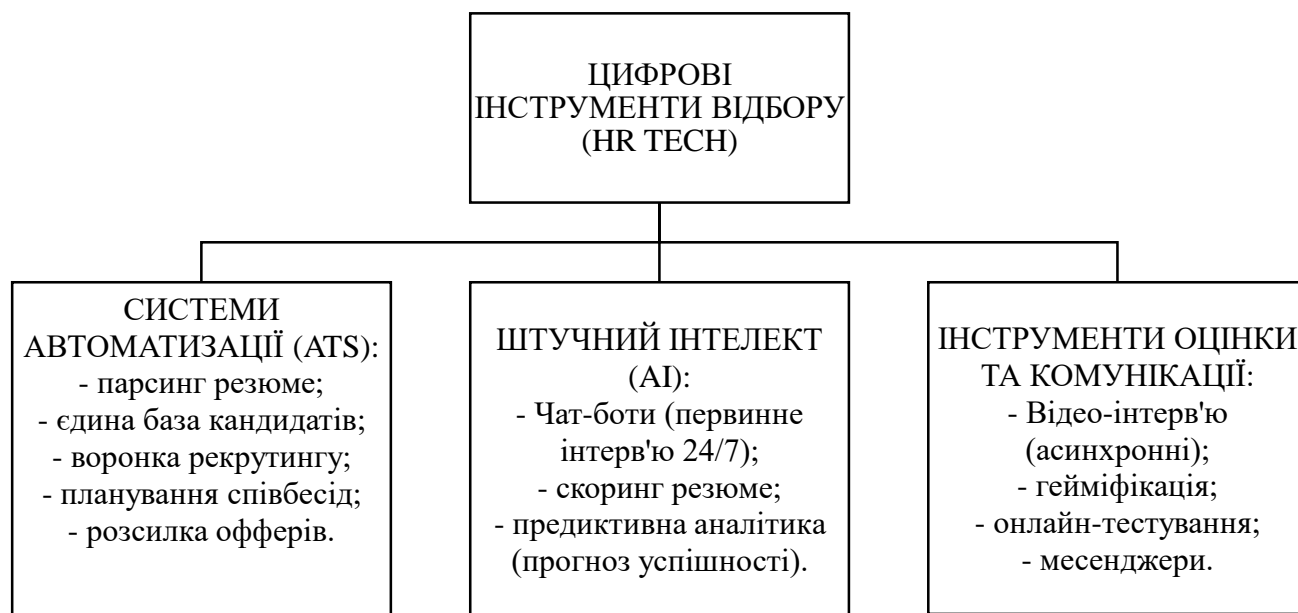 ЦИФРОВІ
ІНСТРУМЕНТИ ВІДБОРУ
(HR TECH)
СИСТЕМИ
АВТОМАТИЗАЦІЇ (ATS):
- парсинг резюме;
- єдина база кандидатів;
- воронка рекрутингу;
- планування співбесід;
- розсилка офферів.
ШТУЧНИЙ ІНТЕЛЕКТ
(AI):
- Чат-боти (первинне
інтерв'ю 24/7);
- скоринг резюме;
- предиктивна аналітика
(прогноз успішності).
ІНСТРУМЕНТИ ОЦІНКИ
ТА КОМУНІКАЦІЇ:
- Відео-інтерв'ю
(асинхронні);
- гейміфікація;
- онлайн-тестування;
- месенджери.